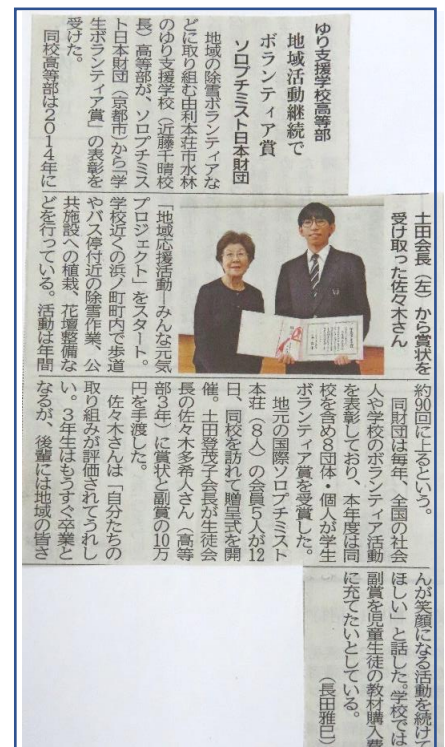 ゆり支援学校高等部
地域活動継続で
ボランティア賞
ソロプチミスト日本財団
地域の除雪ボランティアな
どに取り組む由利本荘市水林
のゆり支援学校(近藤千晴校
長)高等部が、ソロプチミス
ト日本財団(京都市)から「学
生ボランティア賞」の表彰を
受けた。
同校高等部は2014年に
土田会長(左)から賞状を
受け取った佐々木さん
「地域応援活動―みんな元気
プロジェクト」をスタート。
学校近くの浜ノ町町内で歩道
やバス停付近の除雪作業、公
共施設への植栽、花壇整備な
どを行っている。活動は年間
約90回に上るという。
同財団は毎年、全国の社会
人や学校のボランティア活動
を表彰しており、本年度は同
校を含め8団体・個人が学生
ボランティア賞を受賞した。
地元の国際ソロプチミスト
本荘(8人)の会員5人が12
日、同校を訪れて贈呈式を開
催。土田登茂子会長が生徒会
長の佐々木多希人さん(高等
部3年)に賞状と副賞の10万
円を手渡した。
佐々木さんは「自分たちの
取り組みが評価されてうれし
い。3年生はもうすぐ卒業と
なるが、後輩には地域の皆さ
んが笑顔になる活動を続けて
ほしい」と話した。学校では
副賞を児童生徒の教材購入費
に充てたいとしている。
(長田雅巳)